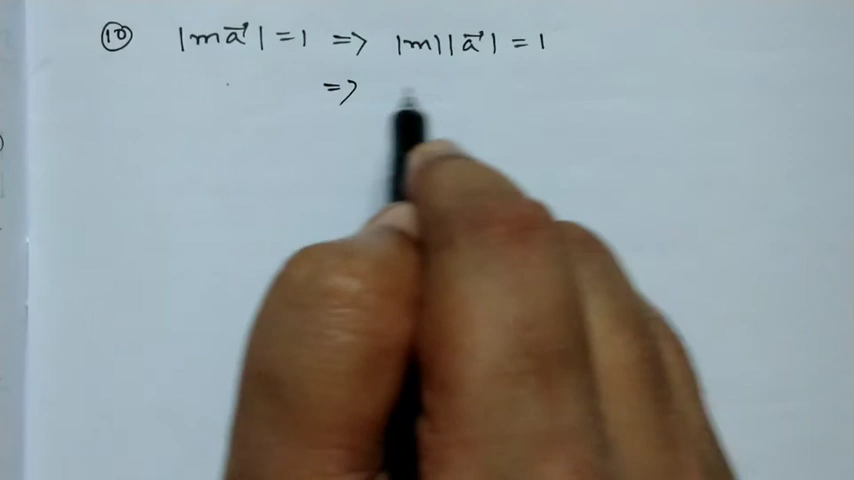 ⑩ |m𝑎⃗| = 1 => |m||𝑎⃗| = 1
=>